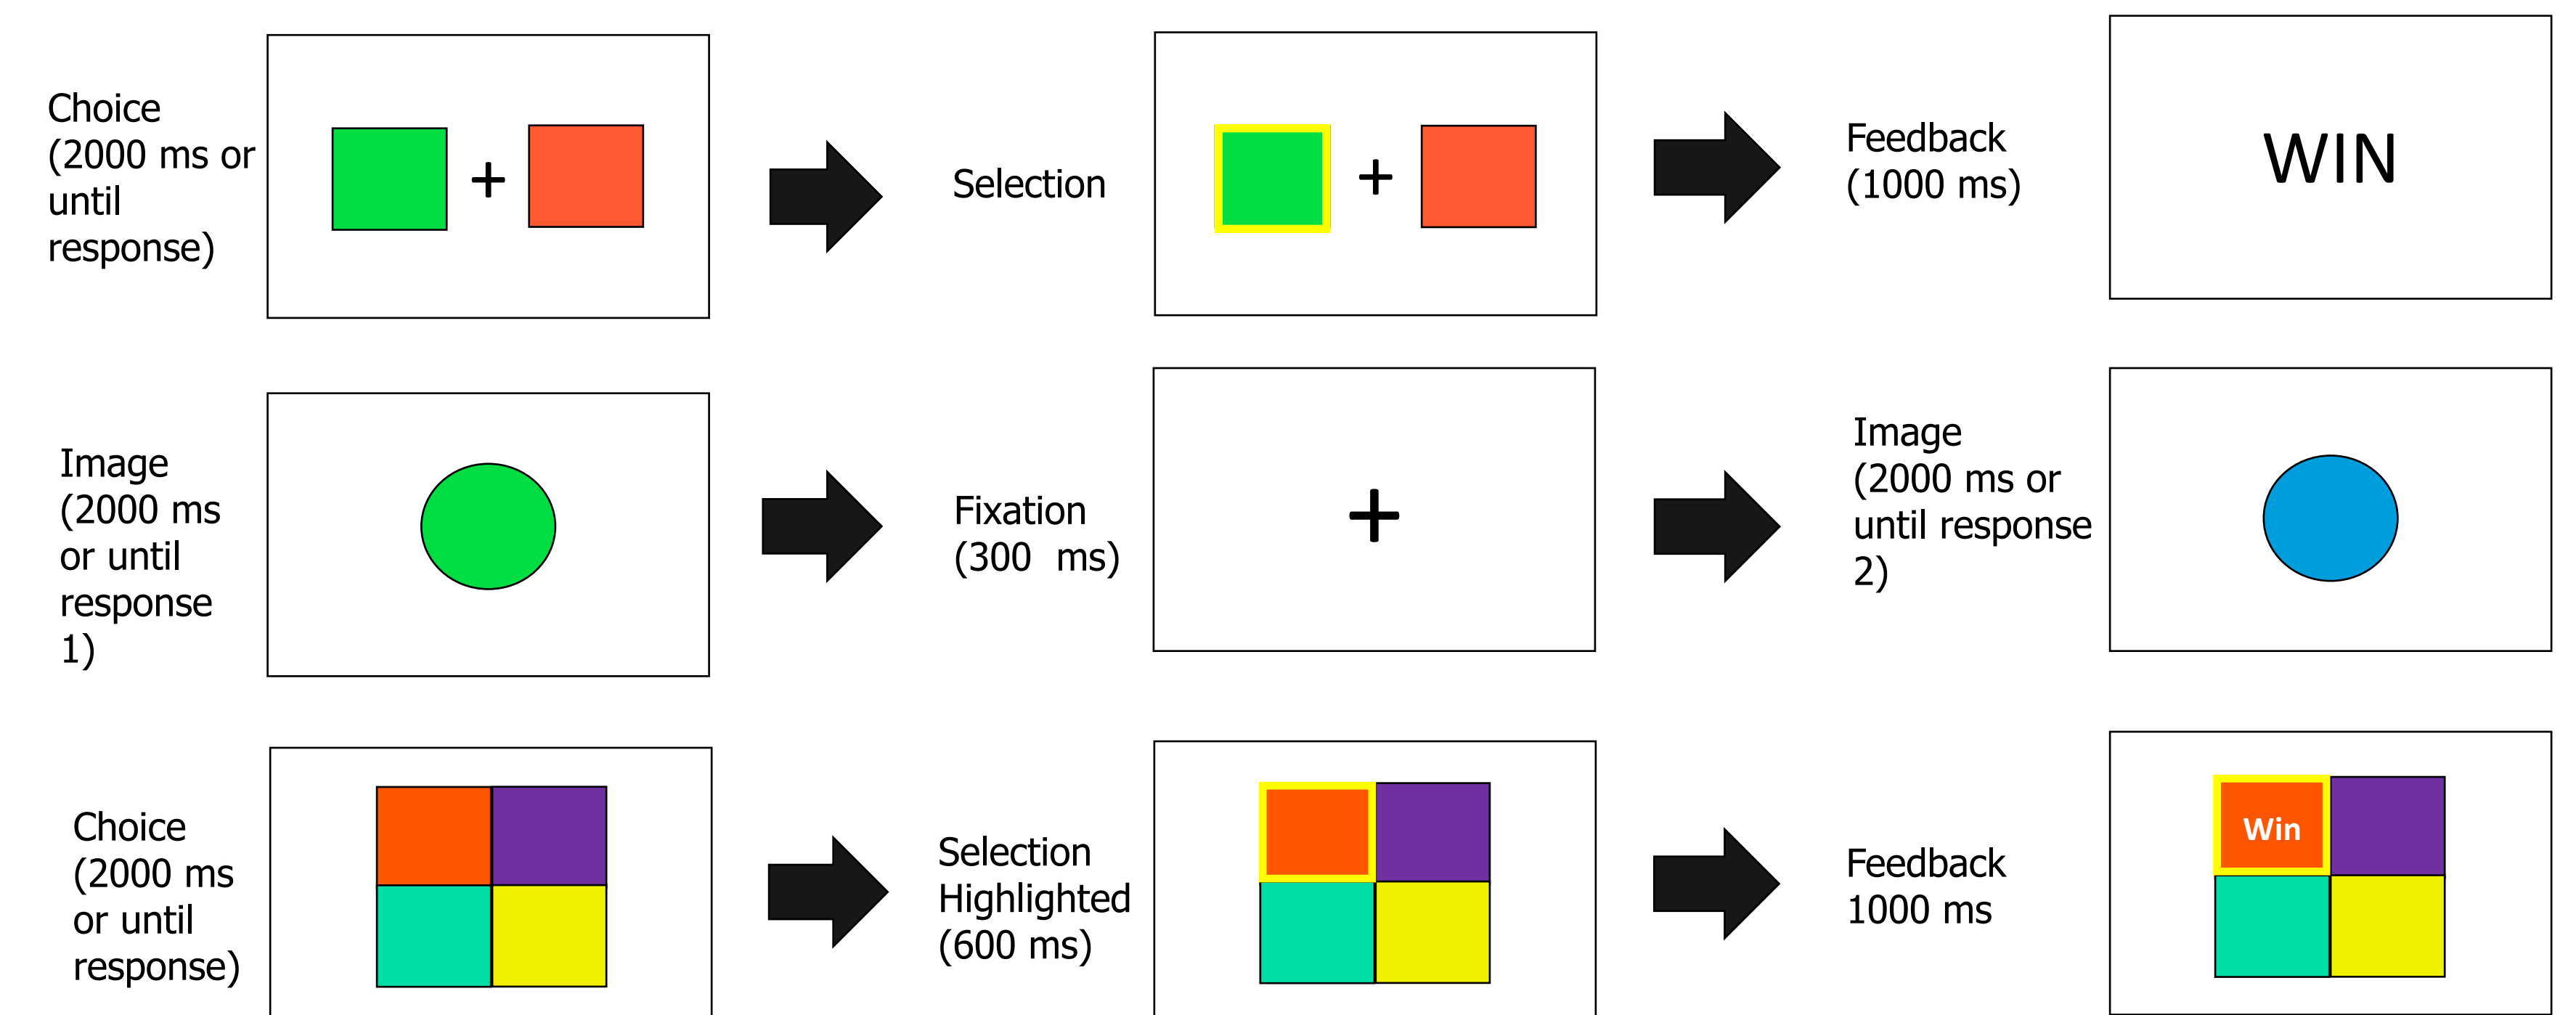 Choice
(2000 ms or
until
response)
+
Selection
+
Feedback
(1000 ms)
WIN
Image
(2000 ms
or until
response
1)
Fixation
(300 ms)
+
Image
(2000 ms or
until response
2)
Choice
(2000 ms
or until
response)
Selection
Highlighted
(600 ms)
Feedback
1000 ms
Win